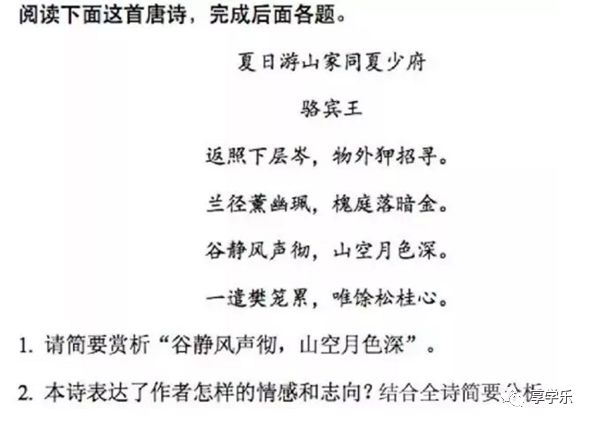 阅读下面这首唐诗，完成后面各题。
夏日游山家同夏少府
骆宾王
返照下层岑，物外狎招寻。
兰径薰幽珮，槐庭落暗金。
谷静风声彻，山空月色深。
一遣樊笼累，唯馀松桂心。
1. 请简要赏析“谷静风声彻，山空月色深”。
2. 本诗表达了作者怎样的情感和志向？结合全诗简要分析
享学乐